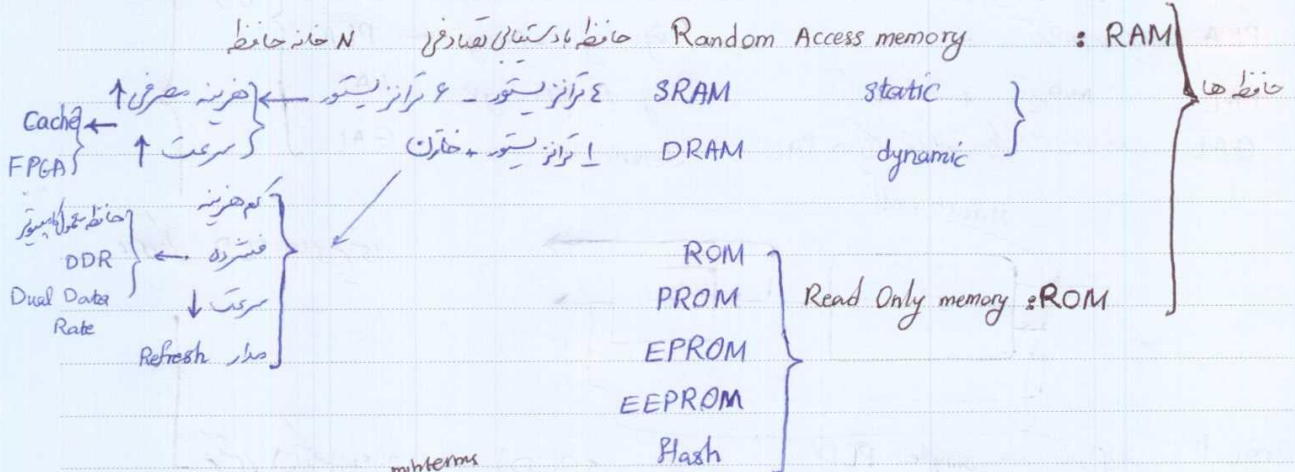 حافظه ها
RAM : Random Access memory حافظه با دستیابی تصادفی N خانه حافظه
static SRAM ٤ ترانزیستور - ۶ ترانزیستور ← هزینه مصرفی ↑
سرعت ↑
← Cache
FPGA
dynamic DRAM ۱ ترانزیستور + خازن
کم هزینه
فشرده
سرعت ↓
مدار Refresh
← حافظه معمول کامپیوتر
DDR
Dual Data
Rate
ROM: Read Only memory
ROM
PROM
EPROM
EEPROM
Flash
minterms